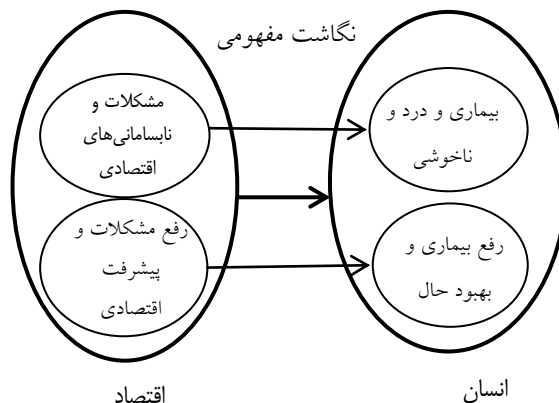 نگاشت مفهومی
بیماری و درد و
ناخوشی
رفع بیماری و
بهبود حال
انسان
مشکلات و
نابسامانی‌های
اقتصادی
رفع مشکلات و
پیشرفت
اقتصادی
اقتصاد